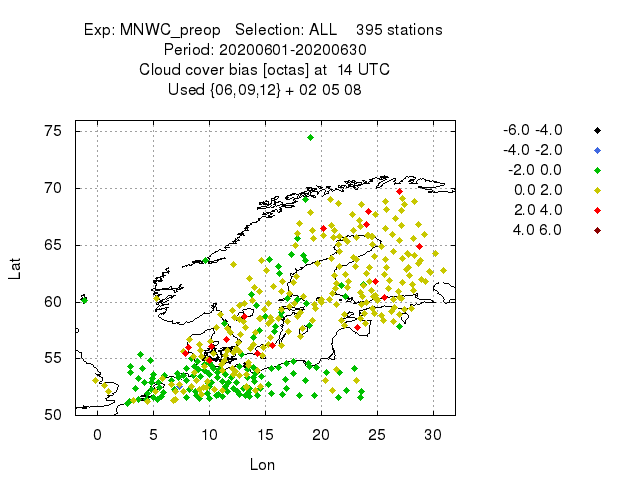 Exp: MNWC_preop   Selection: ALL    395 stations
Period: 20200601-20200630
Cloud cover bias [octas] at  14 UTC
Used {06,09,12} + 02 05 08
-6.0 -4.0
-4.0 -2.0
-2.0 0.0
0.0 2.0
2.0 4.0
4.0 6.0
Lat
75
70
65
60
55
50
0 5 10 15 20 25 30
Lon